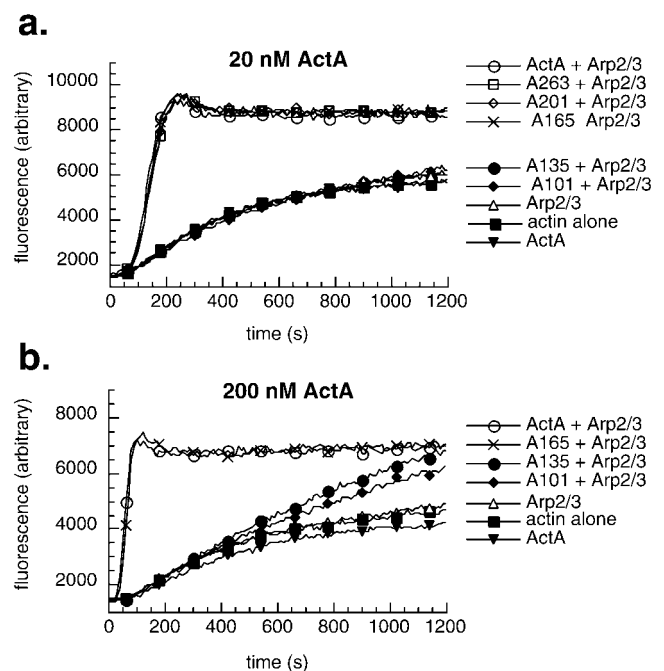 a.
20 nM ActA
fluorescence (arbitrary)
10000
8000
6000
4000
2000
0 200 400 600 800 1000 1200
time (s)
ActA + Arp2/3
A263 + Arp2/3
A201 + Arp2/3
A165 Arp2/3
A135 + Arp2/3
A101 + Arp2/3
Arp2/3
actin alone
ActA
b.
200 nM ActA
fluorescence (arbitrary)
8000
6000
4000
2000
0 200 400 600 800 1000 1200
time (s)
ActA + Arp2/3
A165 + Arp2/3
A135 + Arp2/3
A101 + Arp2/3
Arp2/3
actin alone
ActA